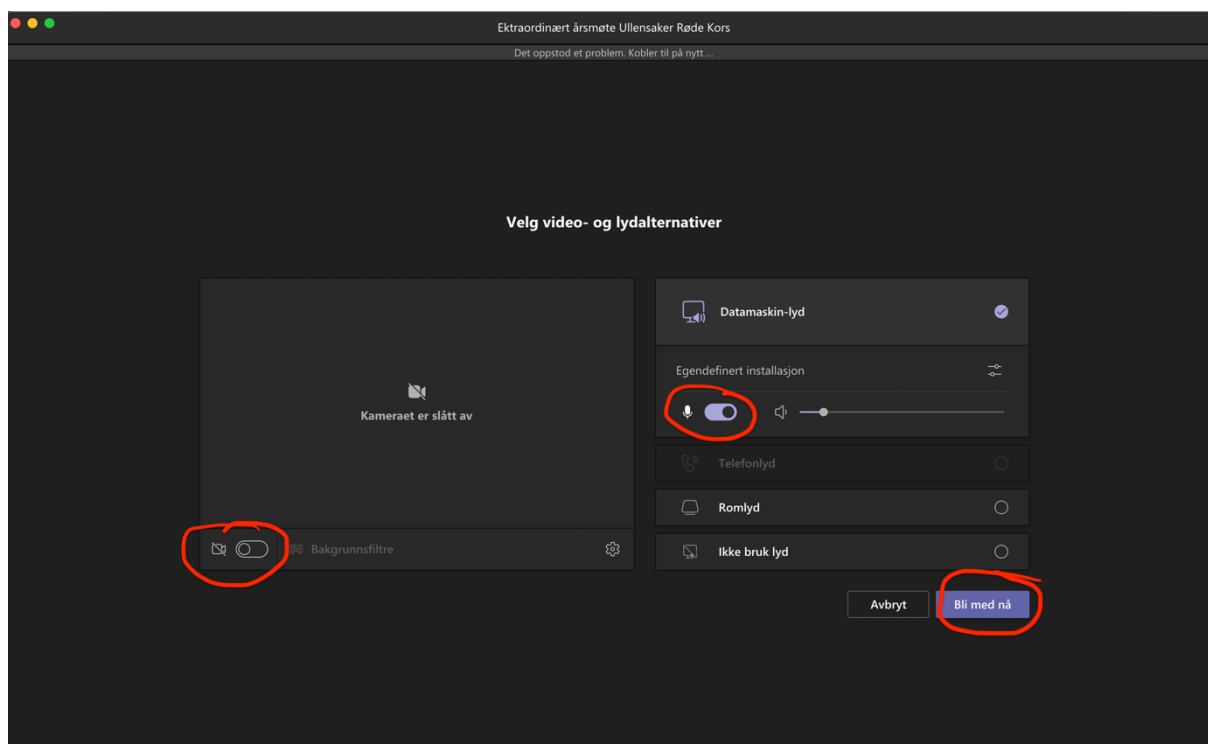 Ektraordinært årsmøte Ullensaker Røde Kors
Det oppstod et problem. Kobler til på nytt ...
Velg video- og lydalternativer
Kameraet er slått av
Bakgrunnsfiltre
Datamaskin-lyd
Egendefinert installasjon
Telefonlyd
Romlyd
Ikke bruk lyd
Avbryt
Bli med nå